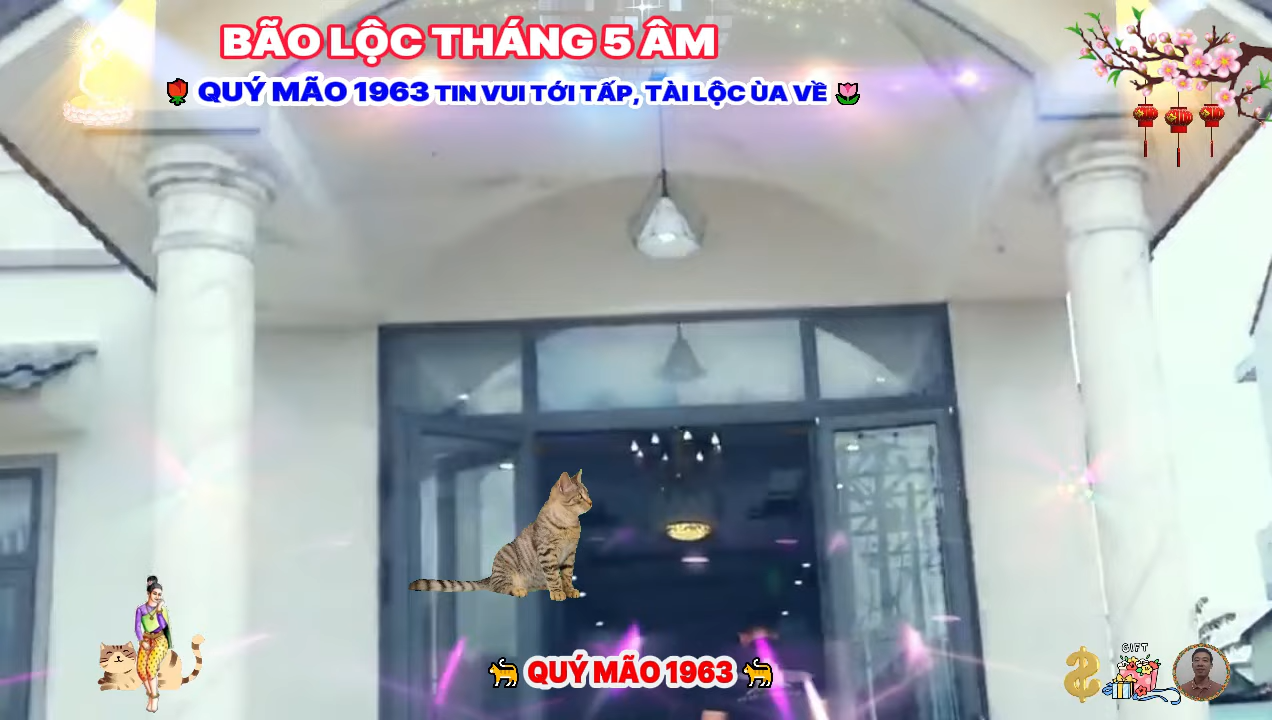 BÃO LỘC THÁNG 5 ÂM
QUÝ MÃO 1963 TIN VUI TỚI TẤP, TÀI LỘC ÙA VỀ
GIFT
QUÝ MÃO 1963